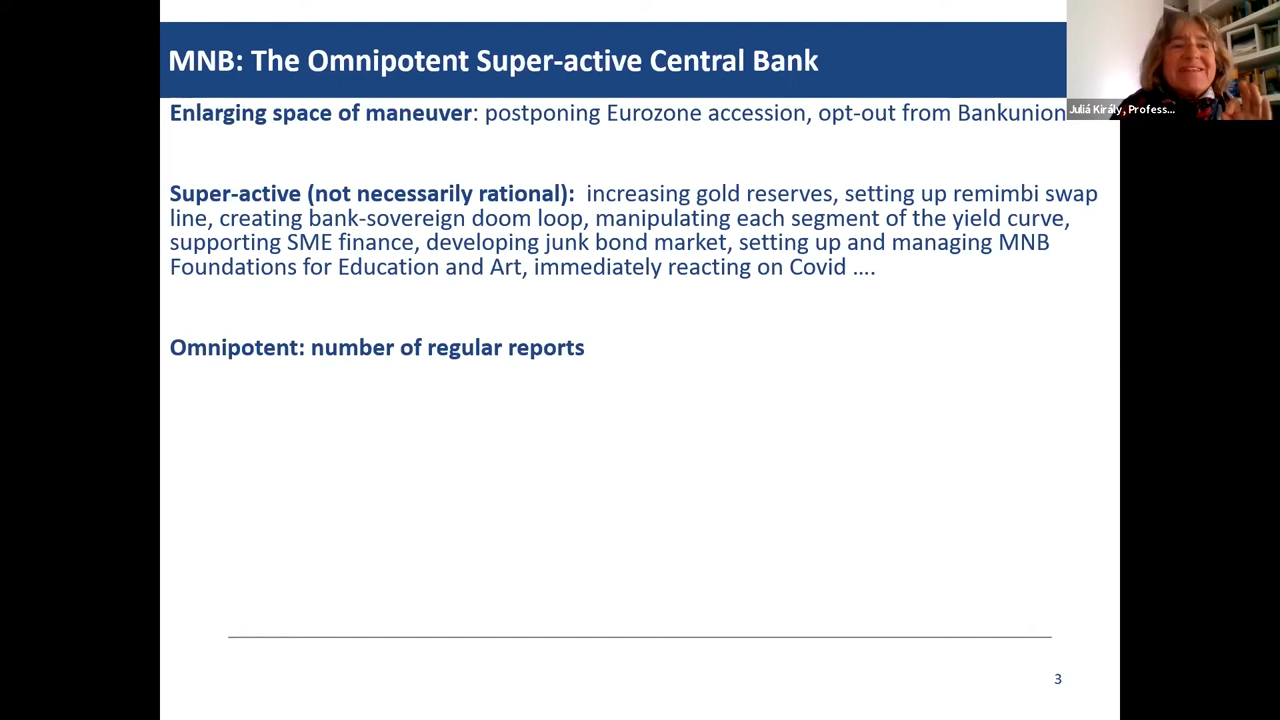 MNB: The Omnipotent Super-active Central Bank
Enlarging space of maneuver: postponing Eurozone accession, opt-out from Bankunion
Juliá Király, Profess...
Super-active (not necessarily rational): increasing gold reserves, setting up remimbi swap
line, creating bank-sovereign doom loop, manipulating each segment of the yield curve,
supporting SME finance, developing junk bond market, setting up and managing MNB
Foundations for Education and Art, immediately reacting on Covid ....
Omnipotent: number of regular reports
3